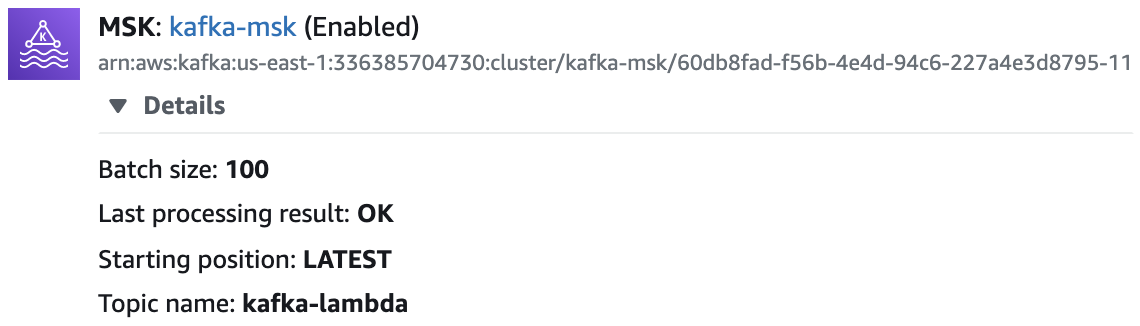 K
MSK: kafka-msk (Enabled)
arn:aws:kafka:us-east-1:336385704730:cluster/kafka-msk/60db8fad-f56b-4e4d-94c6-227a4e3d8795-11
Details
Batch size: 100
Last processing result: OK
Starting position: LATEST
Topic name: kafka-lambda